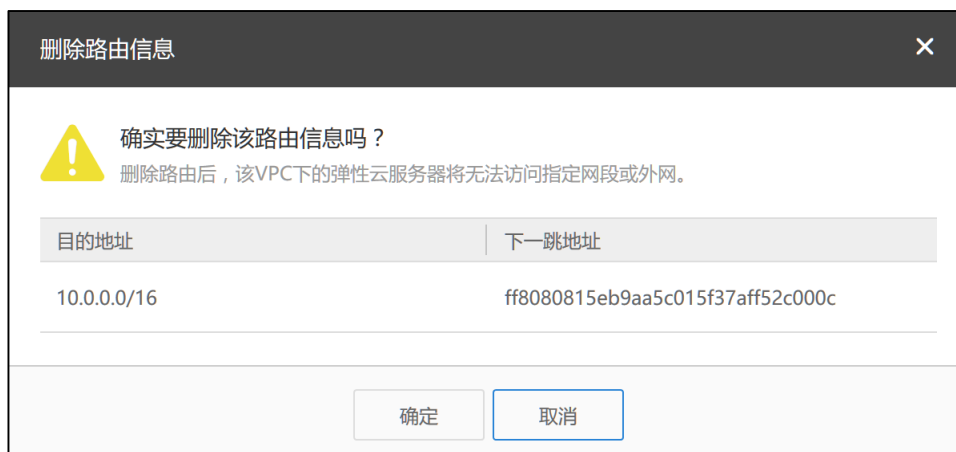 删除路由信息
确实要删除该路由信息吗？
删除路由后，该VPC下的弹性云服务器将无法访问指定网段或外网。
目的地址 下一跳地址
10.0.0.0/16 ff8080815eb9aa5c015f37aff52c000c
确定 取消